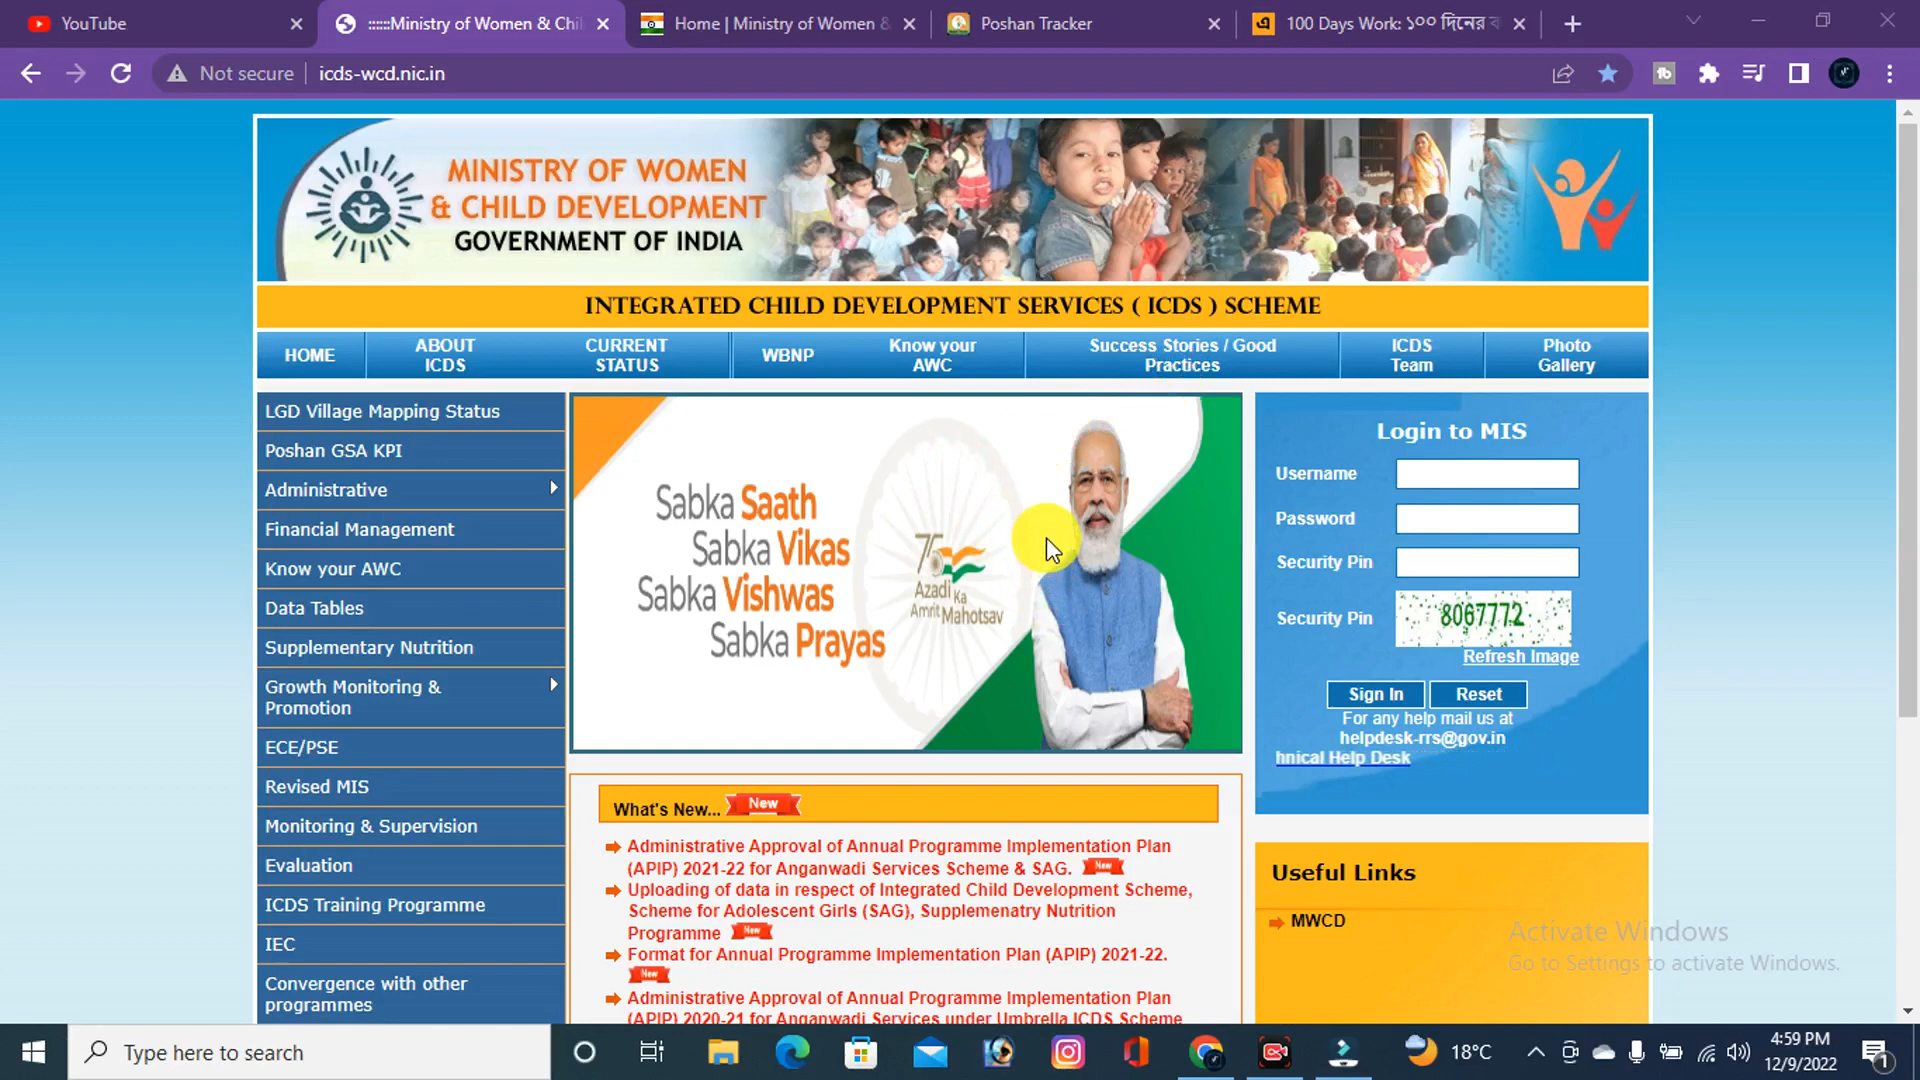 YouTube
::::::Ministry of Women & Chi
Home | Ministry of Women &
Poshan Tracker
100 Days Work: ১০০ দিনের ক
Not secure
icds-wcd.nic.in
MINISTRY OF WOMEN
& CHILD DEVELOPMENT
GOVERNMENT OF INDIA
INTEGRATED CHILD DEVELOPMENT SERVICES ( ICDS ) SCHEME
HOME
ABOUT
ICDS
CURRENT
STATUS
WBNP
Know your
AWC
Success Stories / Good
Practices
ICDS
Team
Photo
Gallery
LGD Village Mapping Status
Poshan GSA KPI
Administrative
Financial Management
Know your AWC
Data Tables
Supplementary Nutrition
Growth Monitoring &
Promotion
ECE/PSE
Revised MIS
Monitoring & Supervision
Evaluation
ICDS Training Programme
IEC
Convergence with other
programmes
Sabka Saath
Sabka Vikas
Sabka Vishwas
Sabka Prayas
75
Azadi Ka
Amrit Mahotsav
What's New... New
Administrative Approval of Annual Programme Implementation Plan
(APIP) 2021-22 for Anganwadi Services Scheme & SAG. New
Uploading of data in respect of Integrated Child Development Scheme,
Scheme for Adolescent Girls (SAG), Supplemenatry Nutrition
Programme New
Format for Annual Programme Implementation Plan (APIP) 2021-22.
New
Administrative Approval of Annual Programme Implementation Plan
(APIP) 2020-21 for Anganwadi Services under Umbrella ICDS Scheme
Login to MIS
Username
Password
Security Pin
Security Pin 8067772
Refresh Image
Sign In Reset
For any help mail us at
helpdesk-rrs@gov.in
hnical Help Desk
Useful Links
MWCD
Activate Windows
Go to Settings to activate Windows.
Type here to search
18°C
4:59 PM
12/9/2022
1